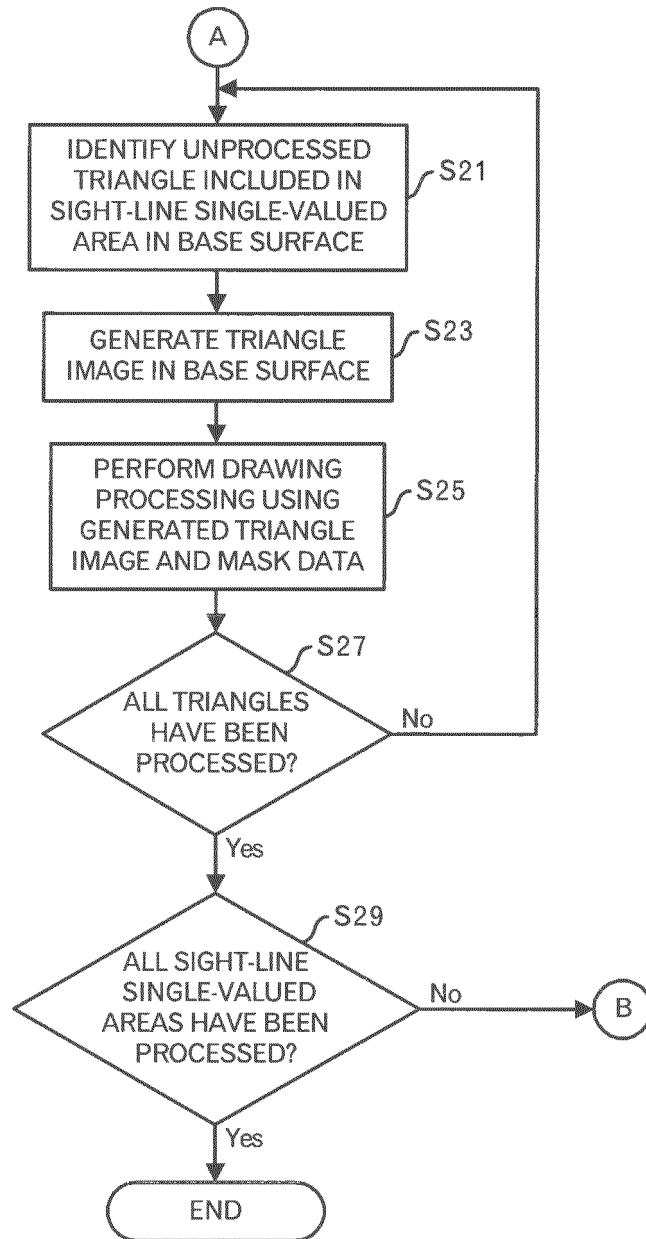 A
IDENTIFY UNPROCESSED
TRIANGLE INCLUDED IN
SIGHT-LINE SINGLE-VALUED
AREA IN BASE SURFACE
S21
GENERATE TRIANGLE
IMAGE IN BASE SURFACE
S23
PERFORM DRAWING
PROCESSING USING
GENERATED TRIANGLE
IMAGE AND MASK DATA
S25
S27
ALL TRIANGLES
HAVE BEEN
PROCESSED?
No
Yes
S29
ALL SIGHT-LINE
SINGLE-VALUED
AREAS HAVE BEEN
PROCESSED?
No
B
Yes
END